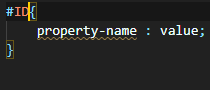 #ID{
property-name : value;
}